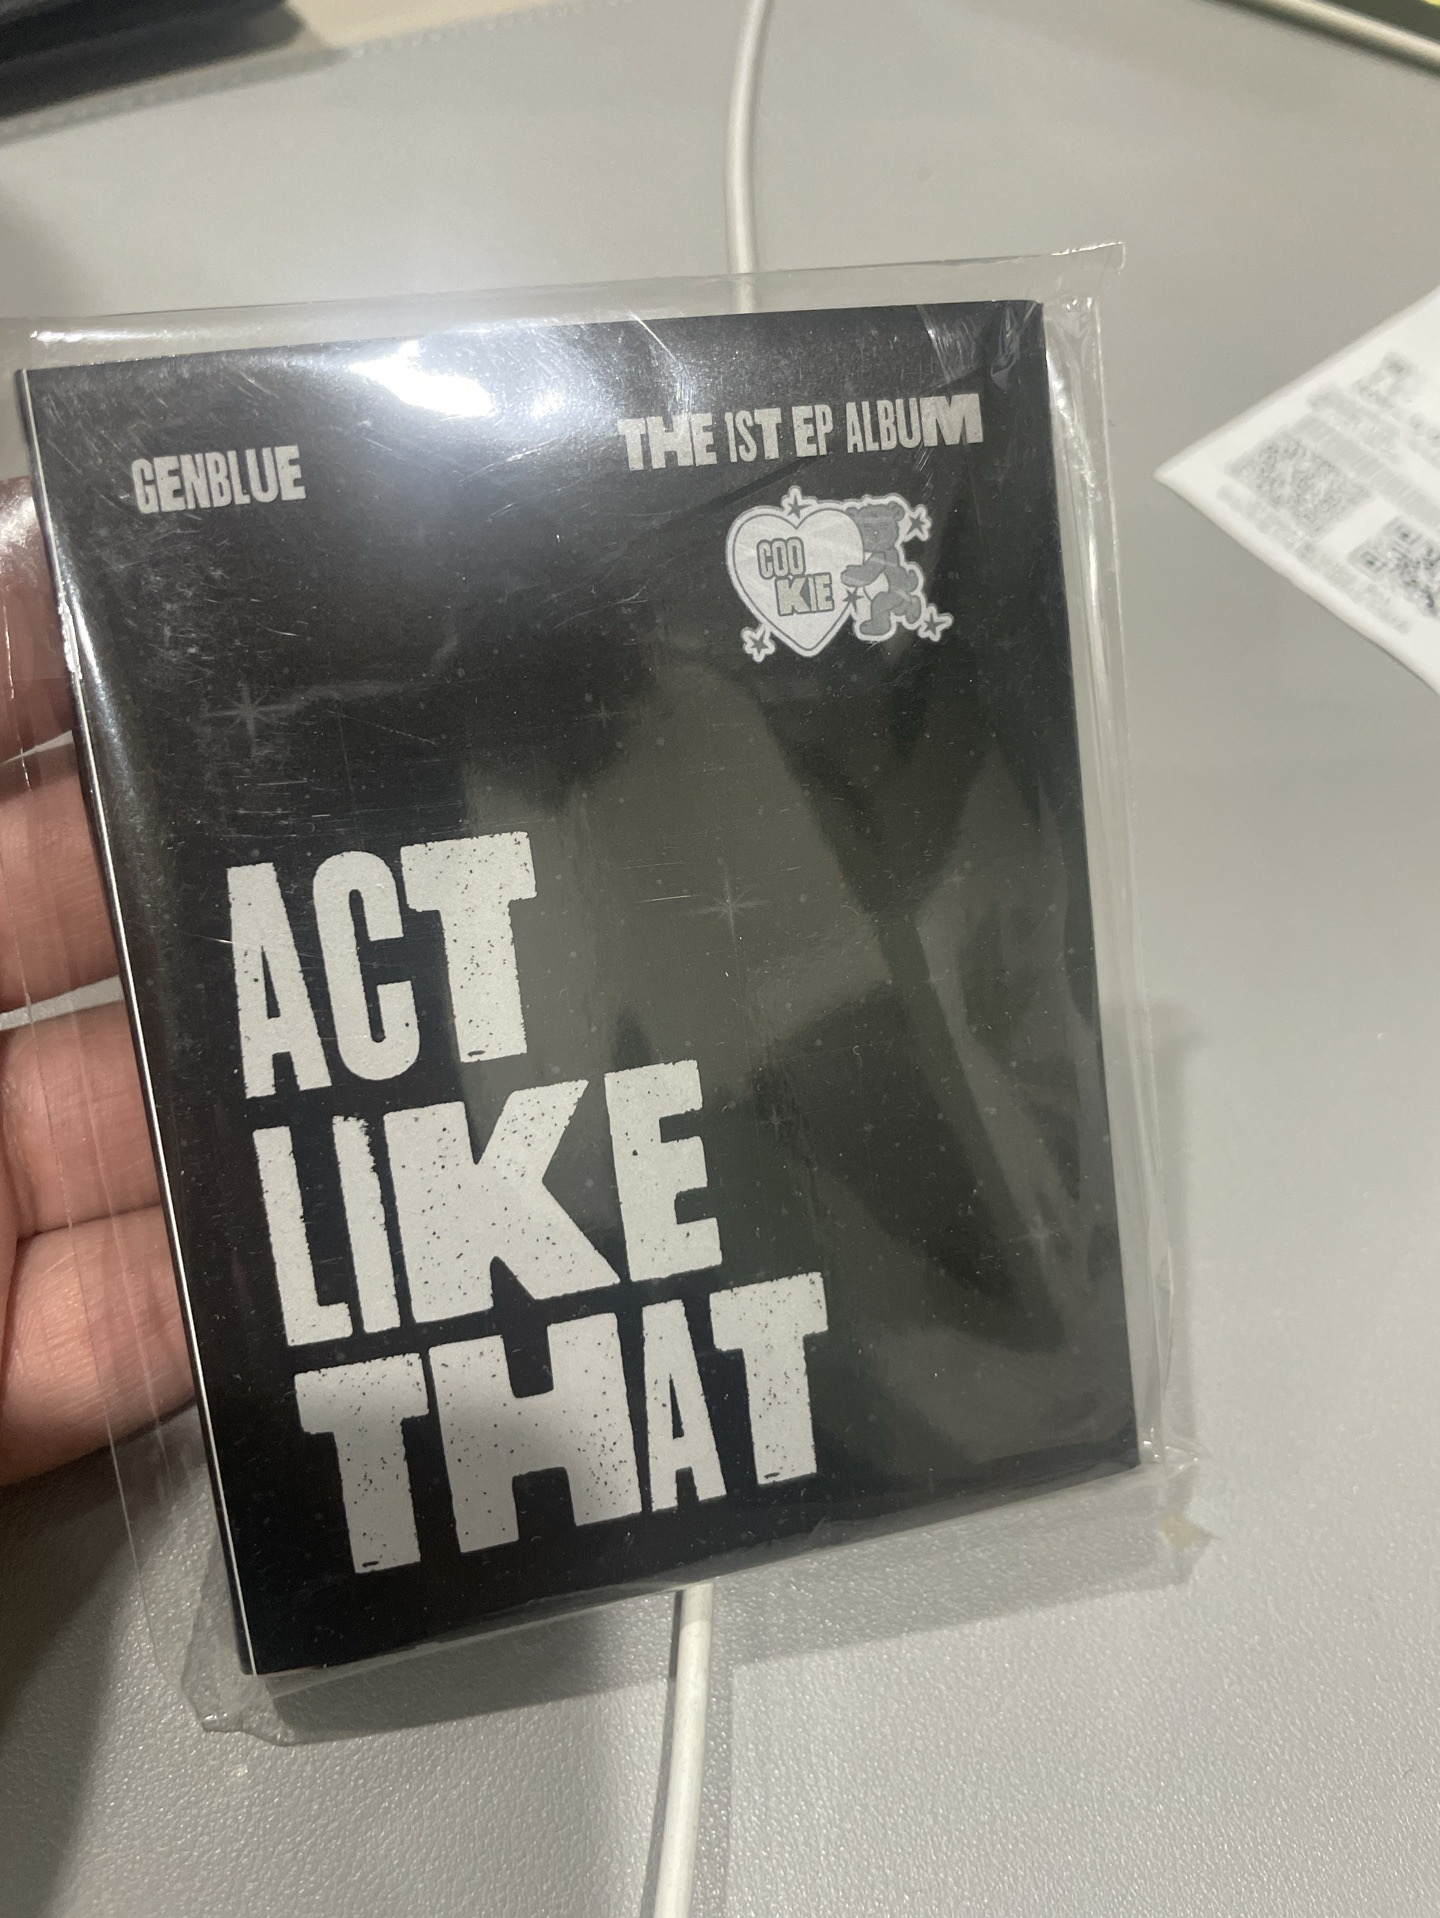 GENBLUE
THE 1ST EP ALBUM
COO
KIE
ACT
LIKE
THAT